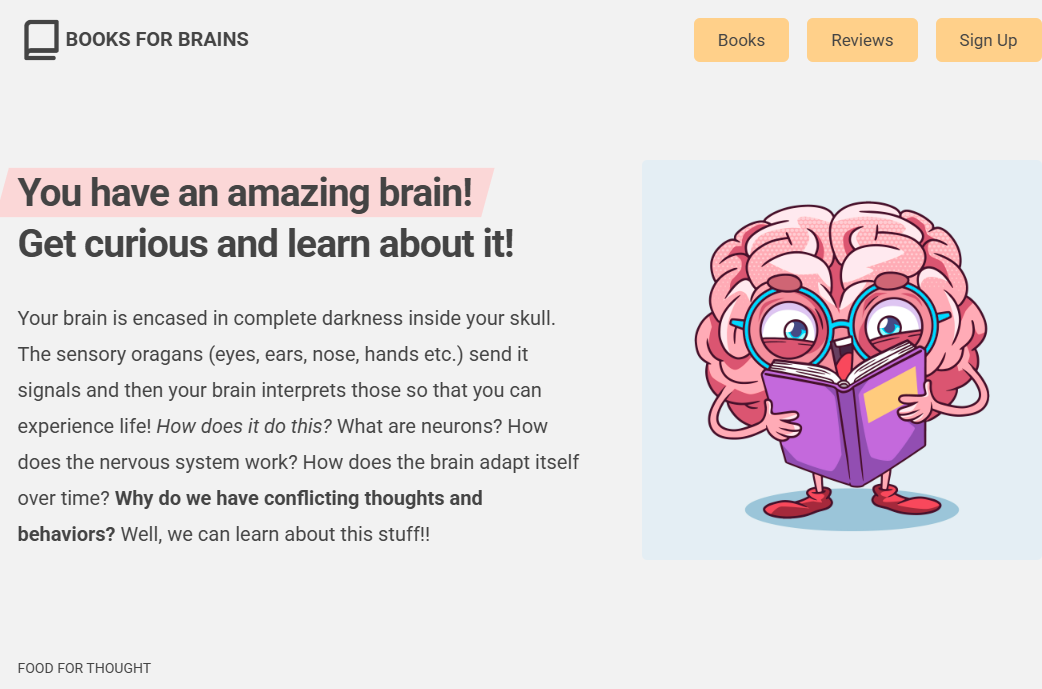 BOOKS FOR BRAINS
Books
Reviews
Sign Up
You have an amazing brain!
Get curious and learn about it!
Your brain is encased in complete darkness inside your skull.
The sensory oragans (eyes, ears, nose, hands etc.) send it
signals and then your brain interprets those so that you can
experience life! How does it do this? What are neurons? How
does the nervous system work? How does the brain adapt itself
over time? Why do we have conflicting thoughts and
behaviors? Well, we can learn about this stuff!!
FOOD FOR THOUGHT